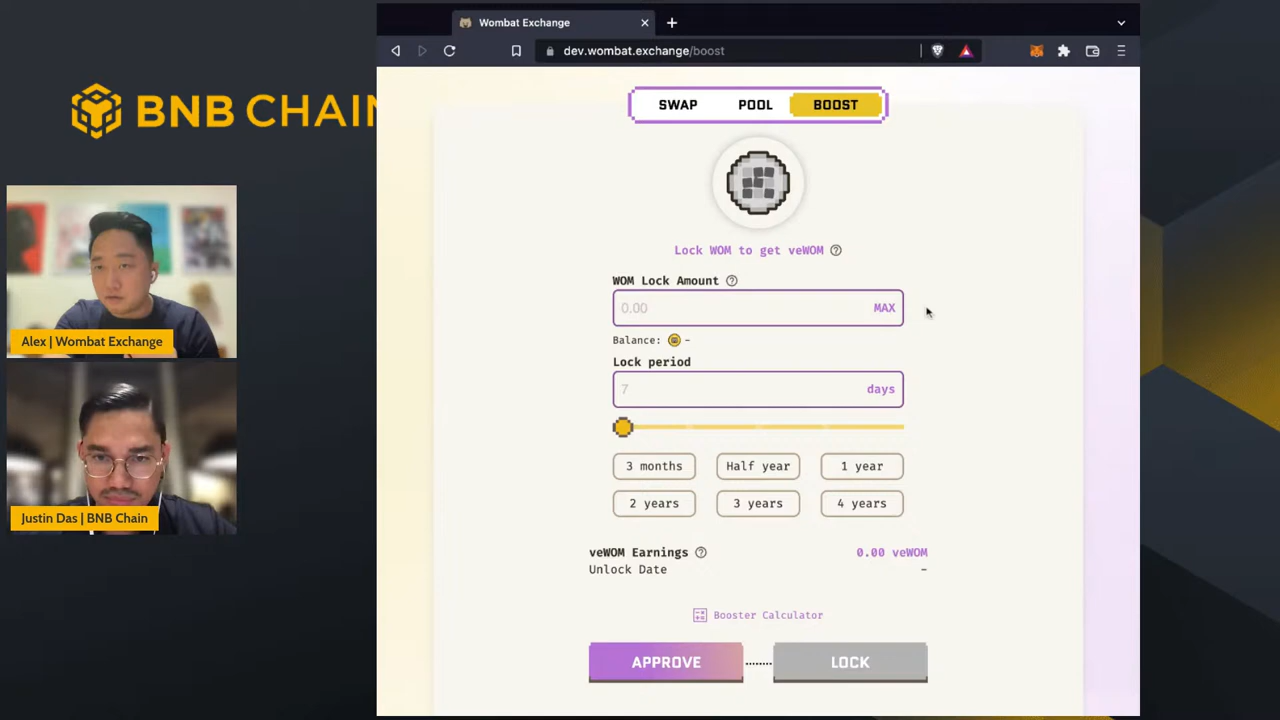 Wombat Exchange
dev.wombat.exchange/boost
BNB CHAIN
SWAP POOL BOOST
Lock WOM to get veWOM
WOM Lock Amount
0.00 MAX
Balance: -
Lock period
7 days
3 months Half year 1 year
2 years 3 years 4 years
veWOM Earnings 0.00 veWOM
Unlock Date -
Booster Calculator
APPROVE LOCK
Alex | Wombat Exchange
Justin Das | BNB Chain